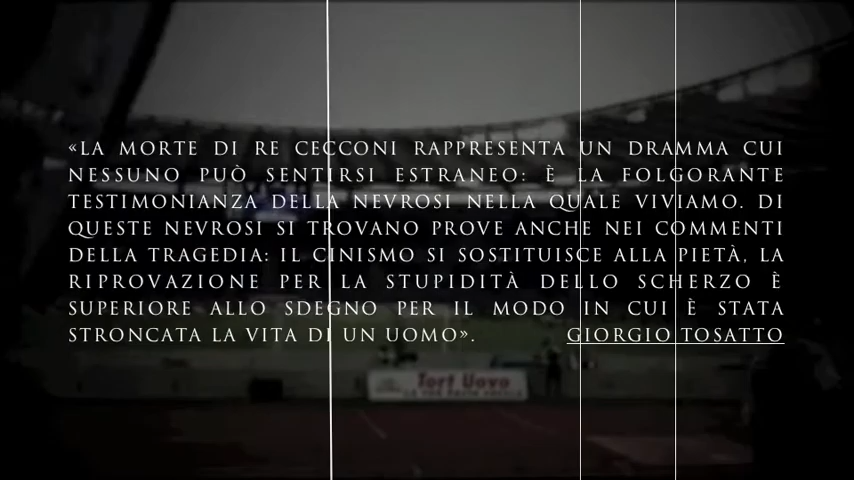 «LA MORTE DI RE CECCONI RAPPRESENTA UN DRAMMA CUI
NESSUNO PUÒ SENTIRSI ESTRANEO: È LA FOLGORANTE
TESTIMONIANZA DELLA NEVROSI NELLA QUALE VIVIAMO. DI
QUESTE NEVROSI SI TROVANO PROVE ANCHE NEI COMMENTI
DELLA TRAGEDIA: IL CINISMO SI SOSTITUISCE ALLA PIETÀ, LA
RIPROVAZIONE PER LA STUPIDITÀ DELLO SCHERZO È
SUPERIORE ALLO SDEGNO PER IL MODO IN CUI È STATA
STRONCATA LA VITA DI UN UOMO». GIORGIO TOSATTO
Tort Uovo